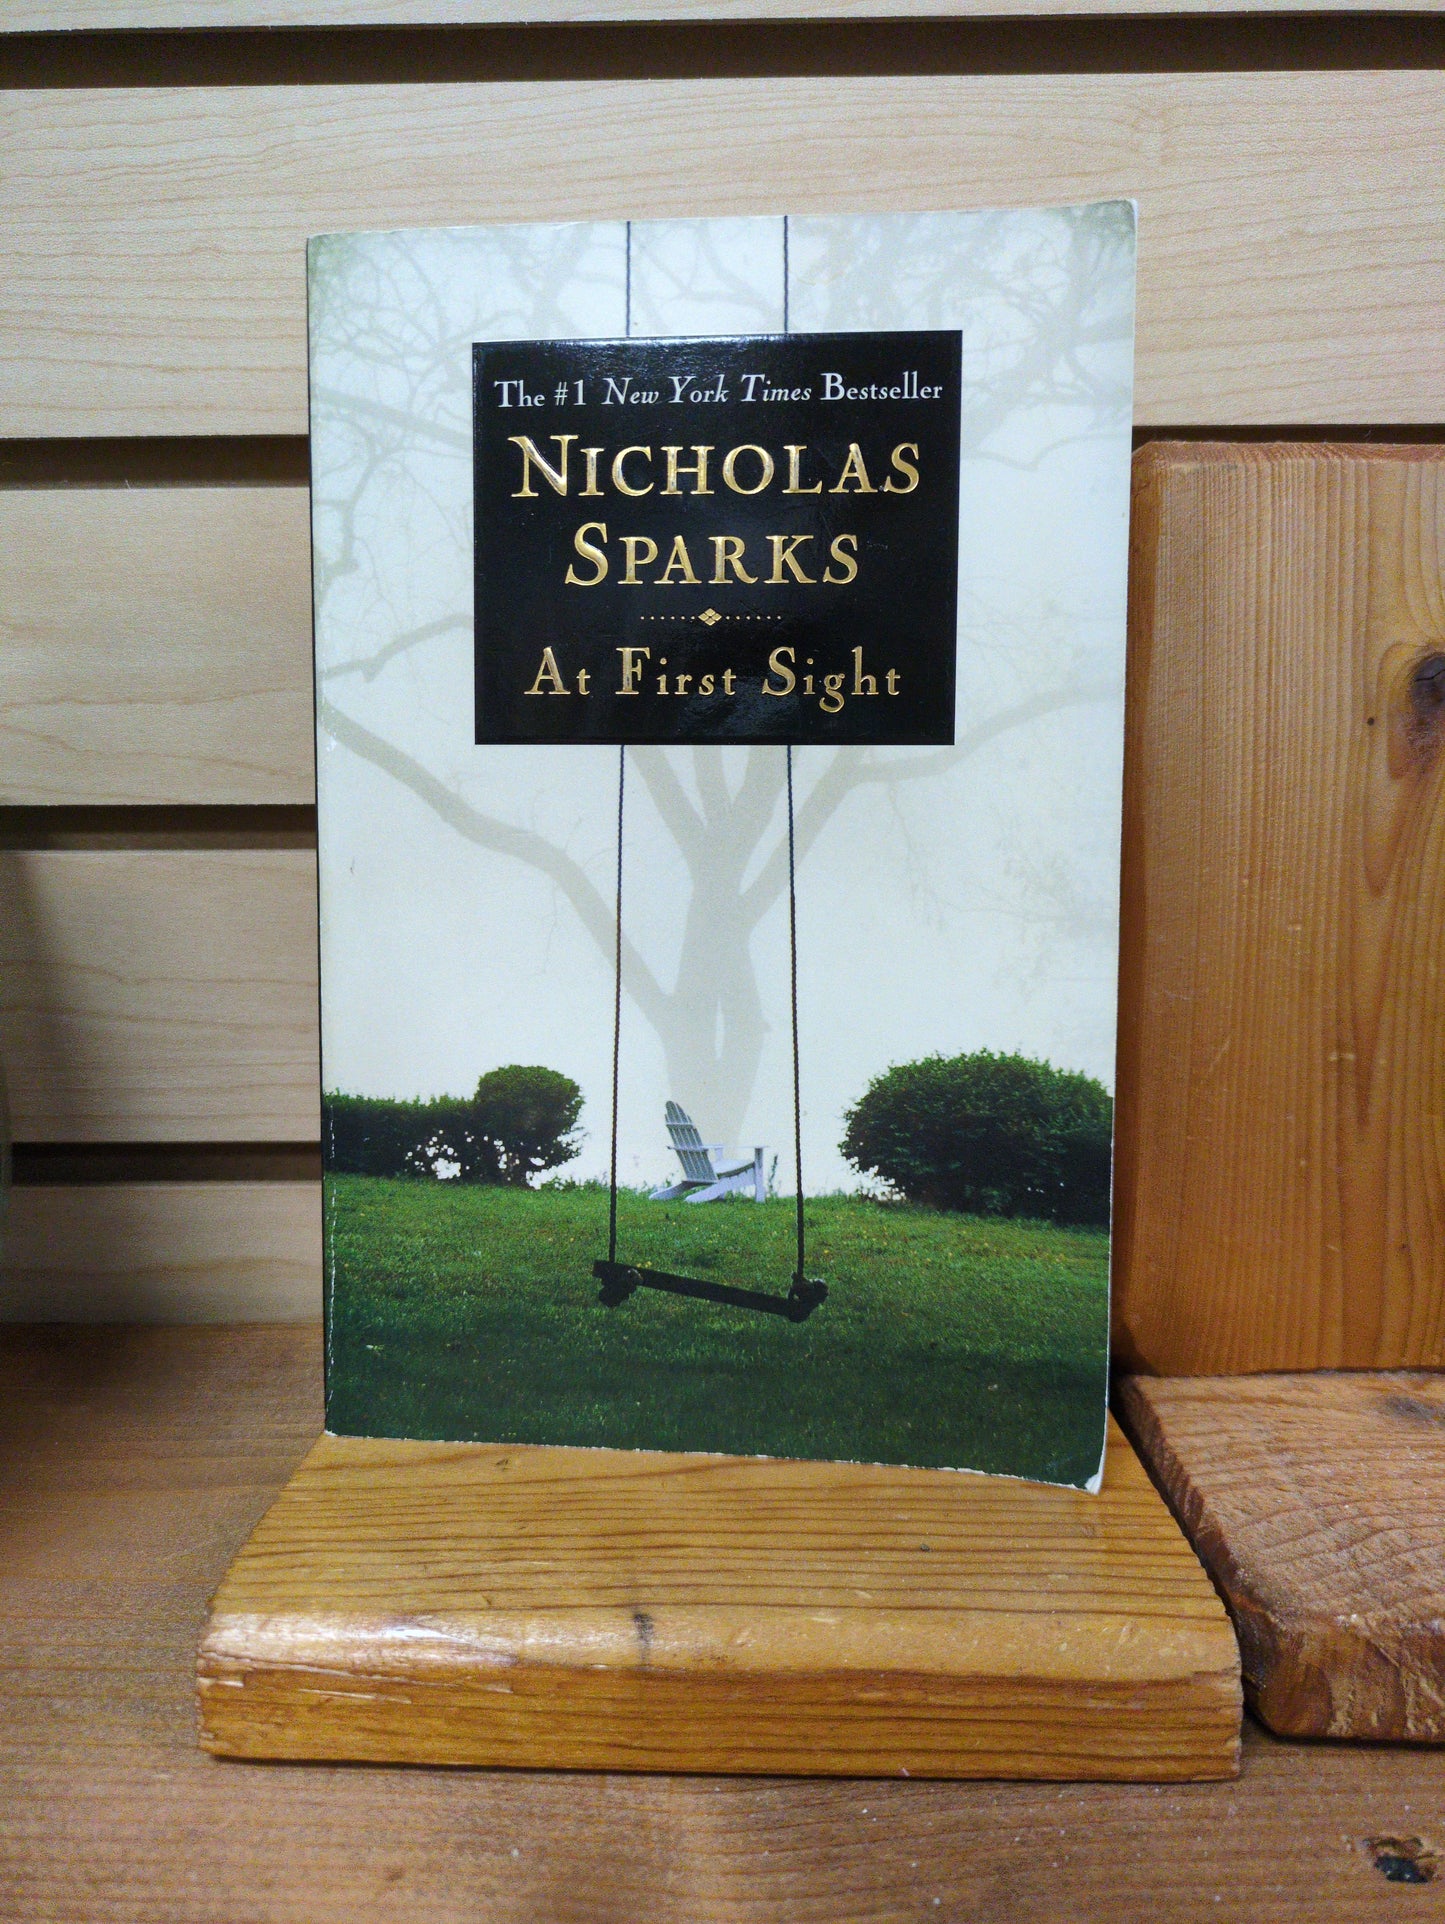 The #1 New York Times Bestseller
NICHOLAS
SPARKS
At First Sight